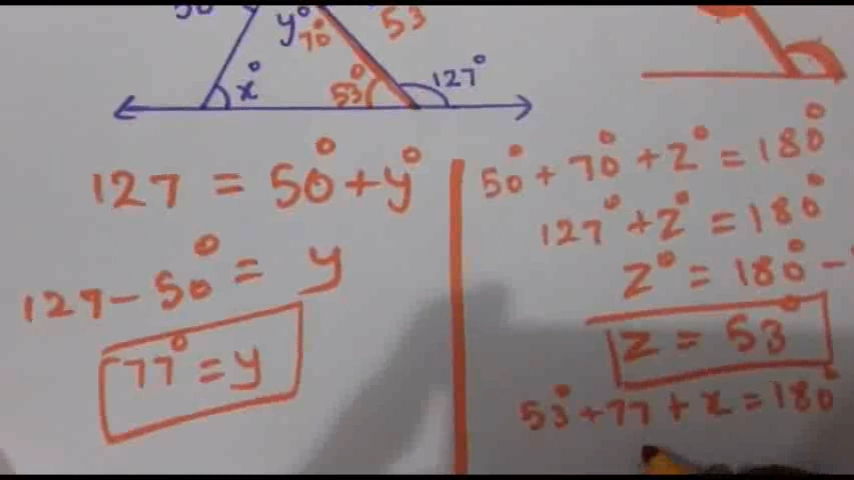 y° 53
70°
x° 53° 127°
127 = 50° + y°
127 - 50° = y
77° = y
50° + 70° + z° = 180°
127° + z° = 180°
z° = 180° -
z = 53°
53° + 77 + x = 180°